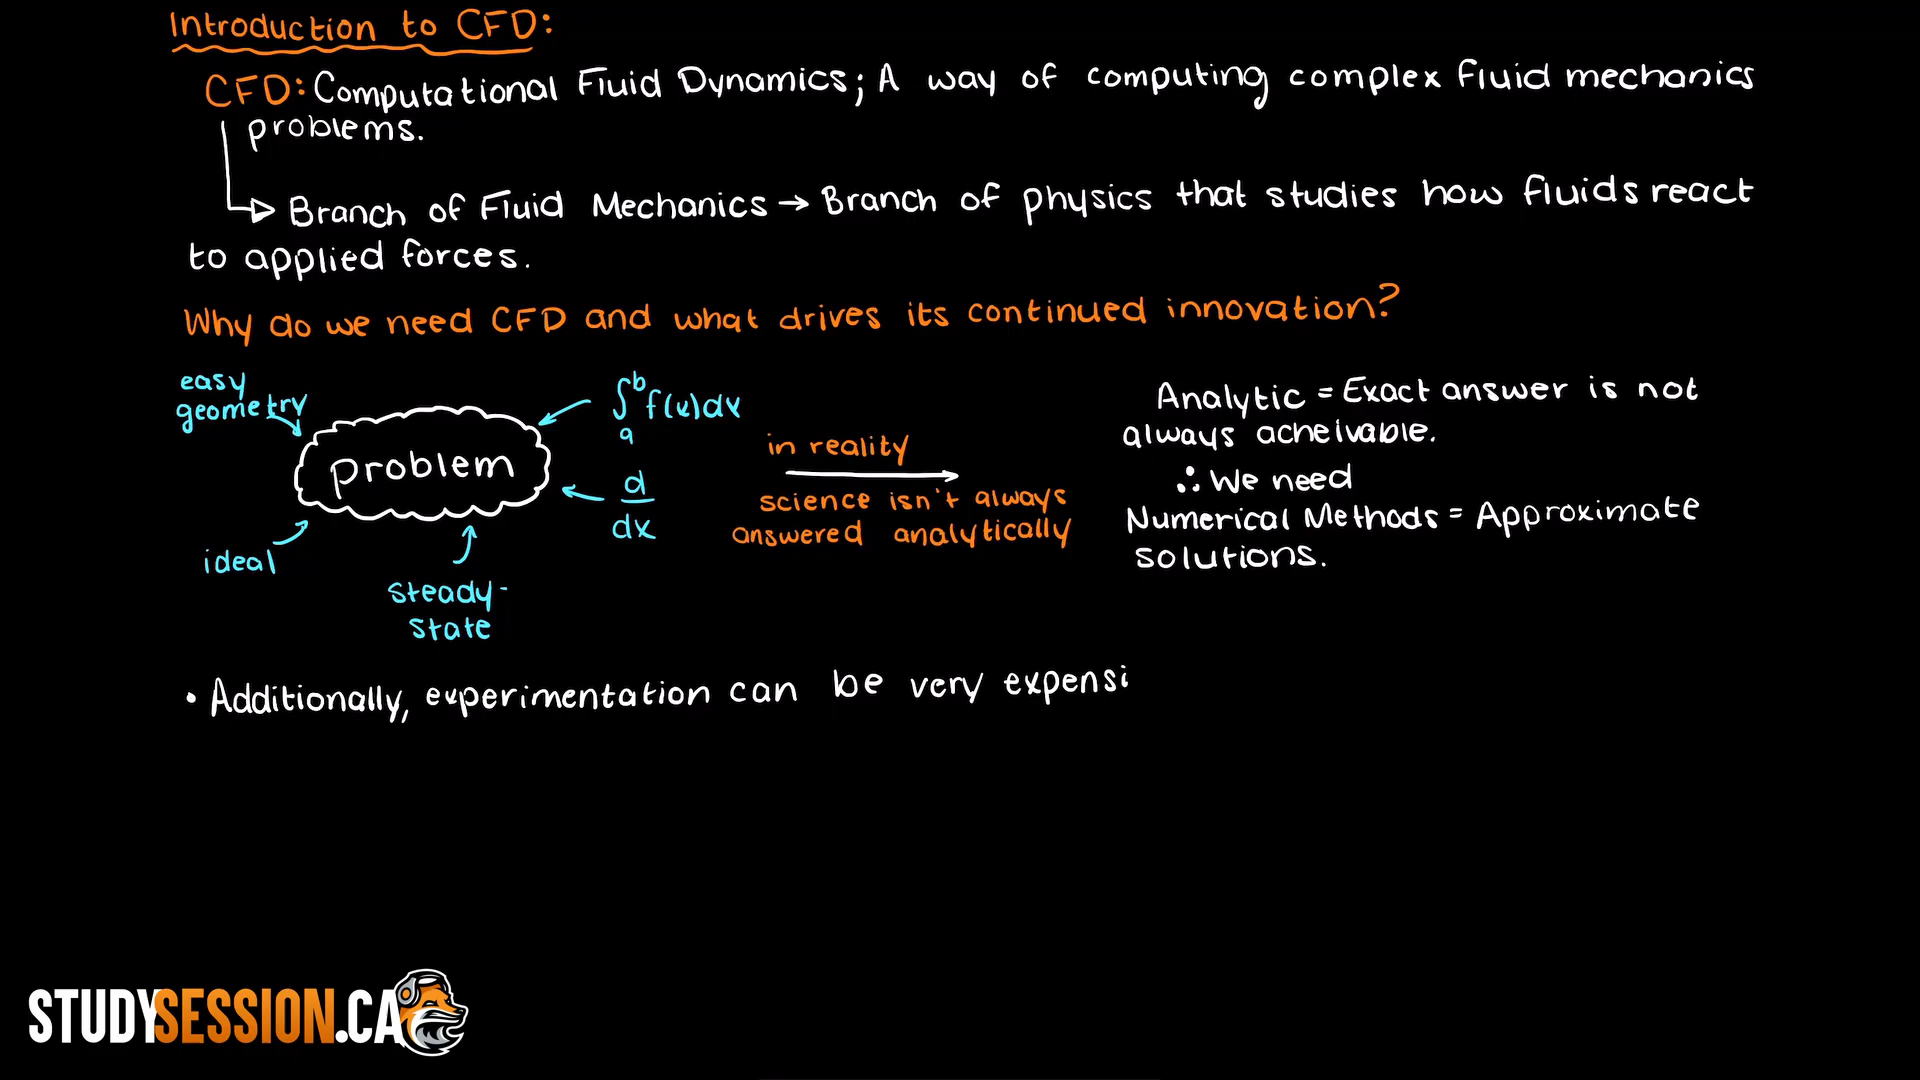 Introduction to CFD:
CFD: Computational Fluid Dynamics; A way of computing complex fluid mechanics
problems.
Branch of Fluid Mechanics → Branch of physics that studies how fluids react
to applied forces.
Why do we need CFD and what drives its continued innovation?
easy
geometry
problem
∫ₐᵇ f(x)dx
d
dx
ideal
steady-
state
in reality
science isn't always
answered analytically
Analytic = Exact answer is not
always acheivable.
∴ We need
Numerical Methods = Approximate
solutions.
• Additionally, experimentation can be very expensi
STUDYSESSION.CA